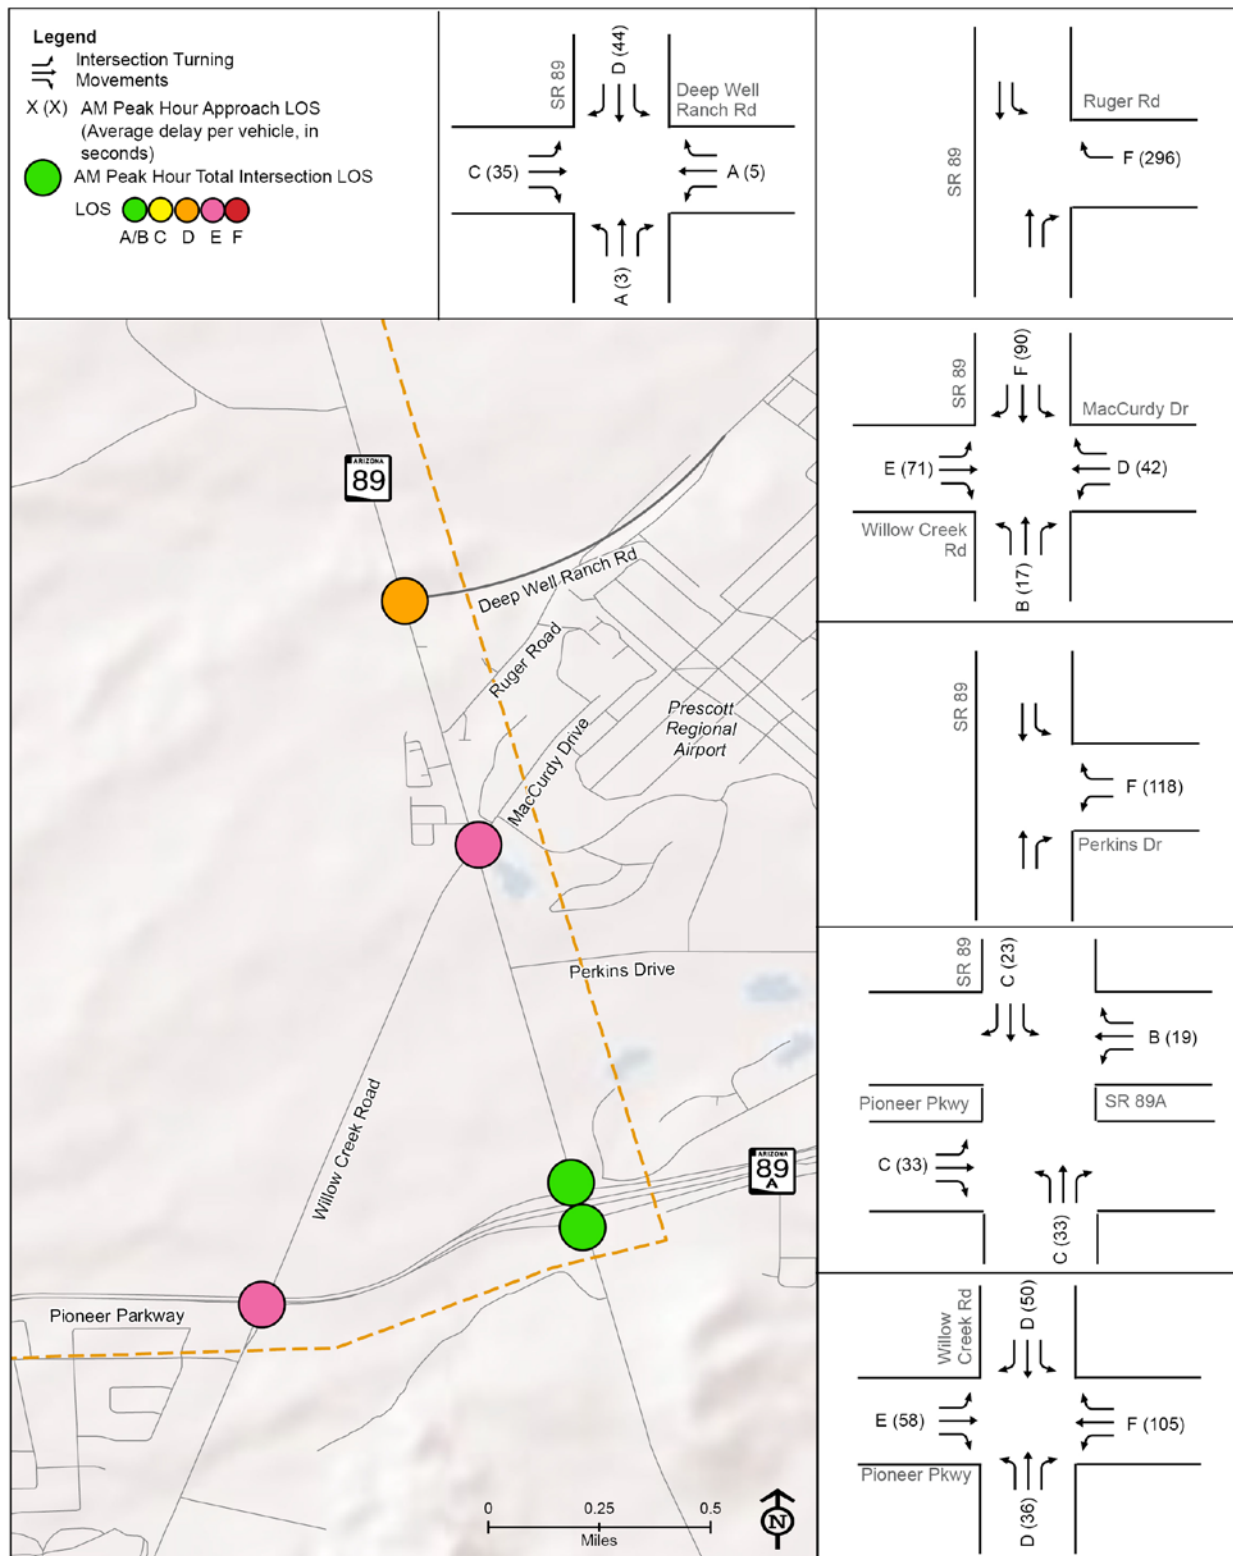 Legend
Intersection Turning
Movements
X (X) AM Peak Hour Approach LOS
(Average delay per vehicle, in
seconds)
AM Peak Hour Total Intersection LOS
LOS
A/B C D E F
SR 89
D (44)
Deep Well
Ranch Rd
C (35)
A (5)
A (3)
Ruger Rd
SR 89
F (296)
SR 89
F (90)
MacCurdy Dr
E (71)
D (42)
Willow Creek
Rd
B (17)
SR 89
F (118)
Perkins Dr
SR 89
C (23)
B (19)
Pioneer Pkwy
SR 89A
C (33)
C (33)
Willow
Creek Rd
D (50)
E (58)
F (105)
Pioneer Pkwy
D (36)
ARIZONA
89
Deep Well Ranch Rd
Ruger Road
Prescott
Regional
Airport
MacCurdy Drive
Perkins Drive
Willow Creek Road
ARIZONA
89
A
Pioneer Parkway
0 0.25 0.5
Miles
N